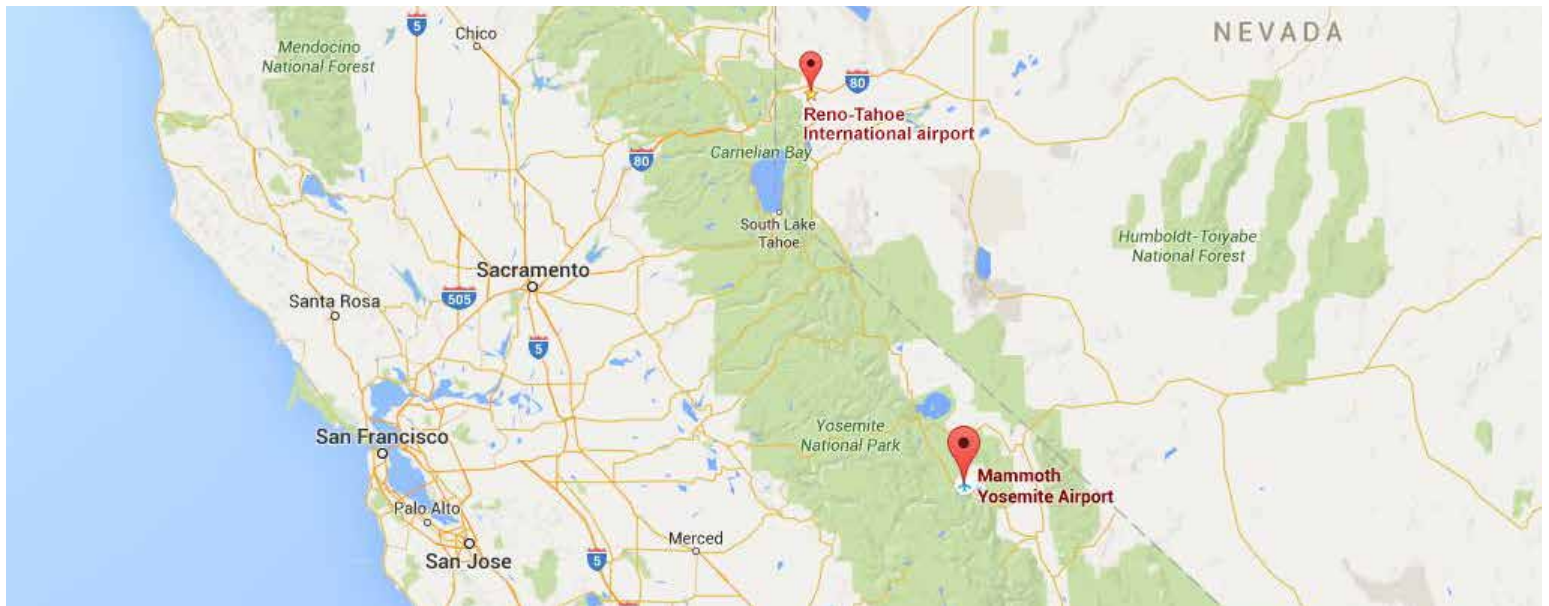 5
Chico
NEVADA
Mendocino
National Forest
80
Reno-Tahoe
International airport
80
Carnelian Bay
South Lake
Tahoe
Humboldt-Toiyabe
National Forest
Sacramento
505
Santa Rosa
5
Yosemite
National Park
San Francisco
Mammoth
Yosemite Airport
Palo Alto
Merced
San Jose
5